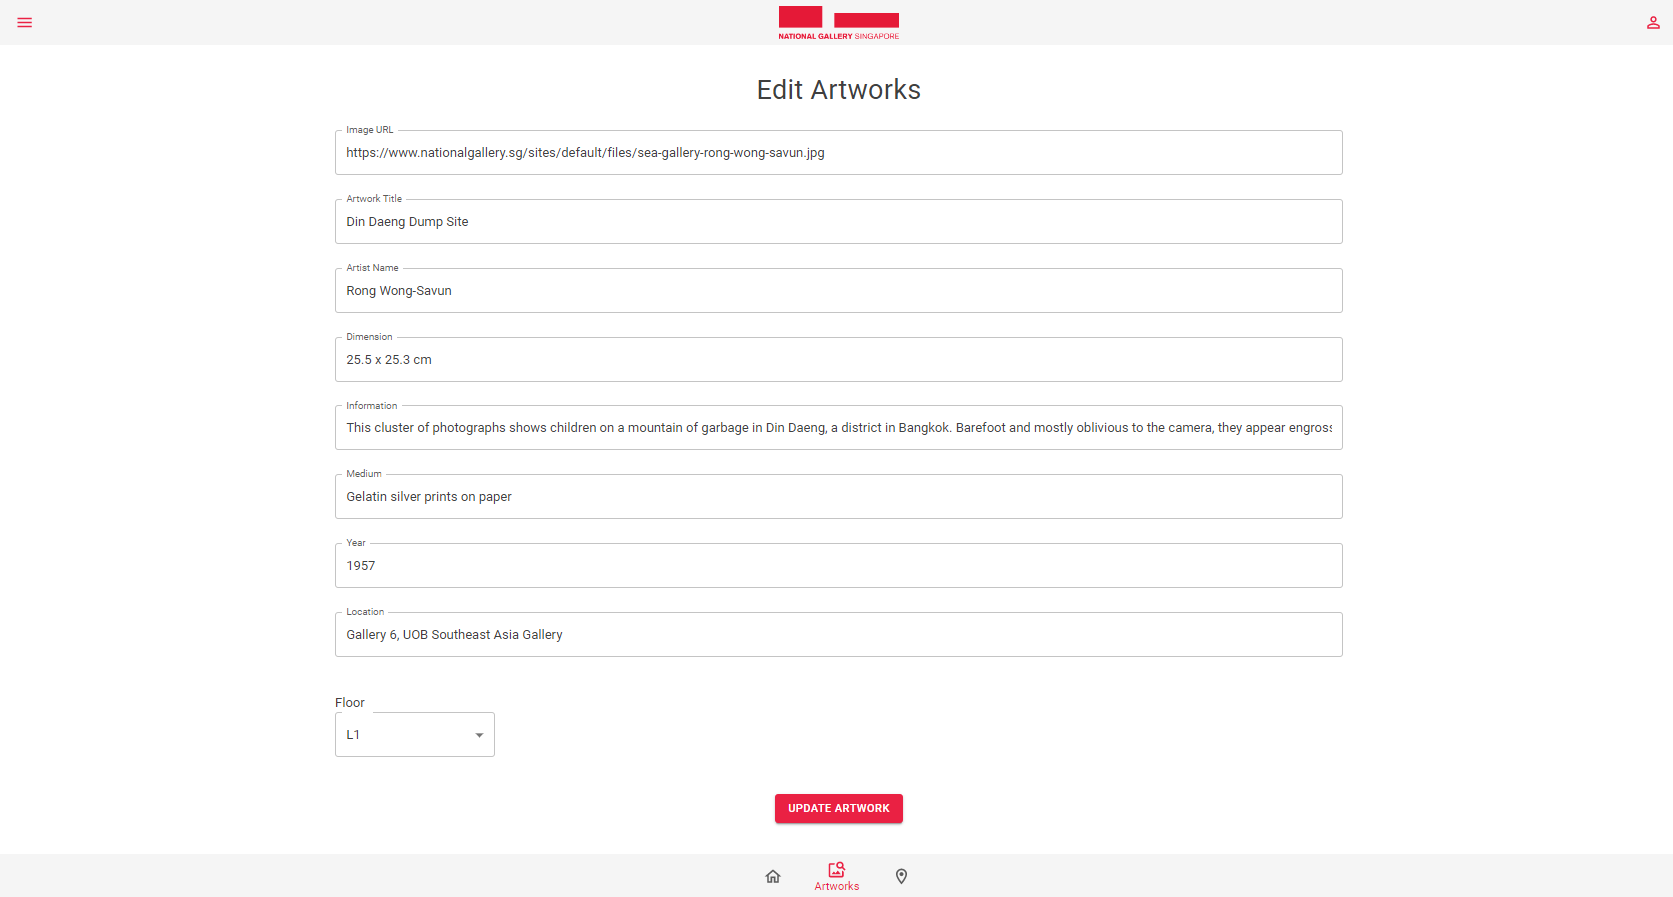 NATIONAL GALLERY SINGAPORE
Edit Artworks
Image URL
https://www.nationalgallery.sg/sites/default/files/sea-gallery-rong-wong-savun.jpg
Artwork Title
Din Daeng Dump Site
Artist Name
Rong Wong-Savun
Dimension
25.5 x 25.3 cm
Information
This cluster of photographs shows children on a mountain of garbage in Din Daeng, a district in Bangkok. Barefoot and mostly oblivious to the camera, they appear engross
Medium
Gelatin silver prints on paper
Year
1957
Location
Gallery 6, UOB Southeast Asia Gallery
Floor
L1
UPDATE ARTWORK
Artworks